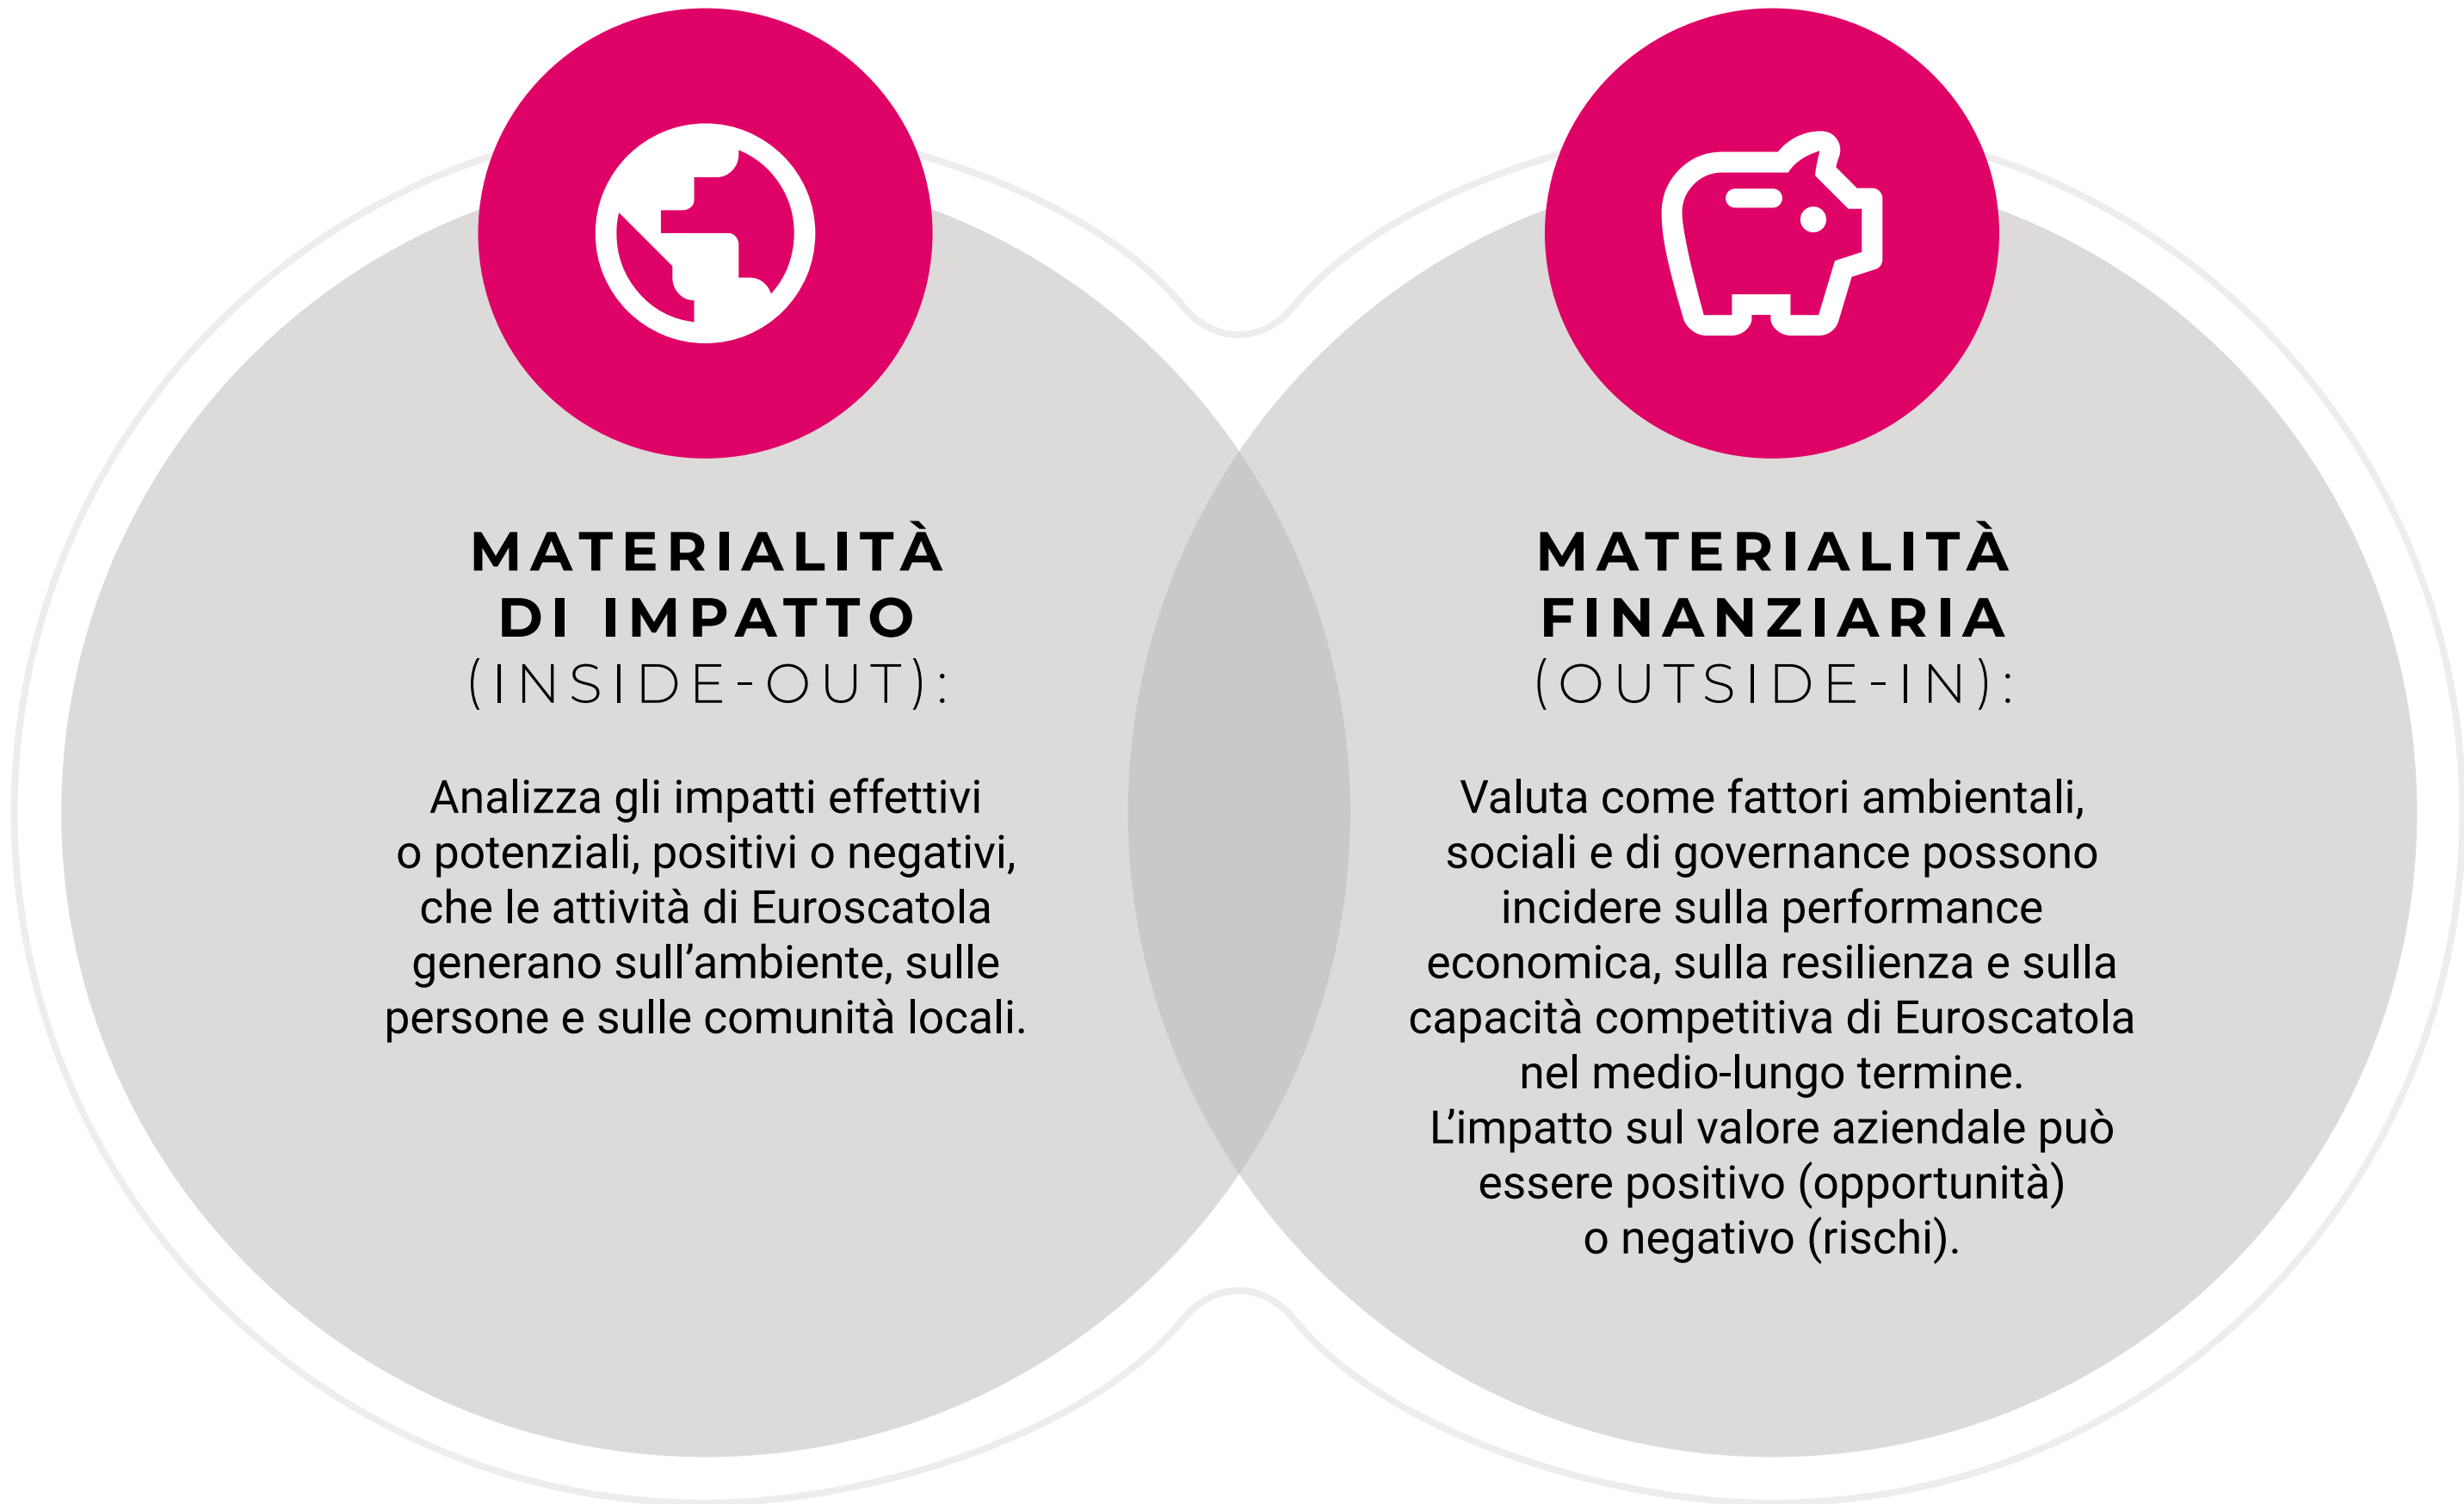 MATERIALITÀ
DI IMPATTO
(INSIDE-OUT):
Analizza gli impatti effettivi
o potenziali, positivi o negativi,
che le attività di Euroscatola
generano sull’ambiente, sulle
persone e sulle comunità locali.
MATERIALITÀ
FINANZIARIA
(OUTSIDE-IN):
Valuta come fattori ambientali,
sociali e di governance possono
incidere sulla performance
economica, sulla resilienza e sulla
capacità competitiva di Euroscatola
nel medio-lungo termine.
L’impatto sul valore aziendale può
essere positivo (opportunità)
o negativo (rischi).